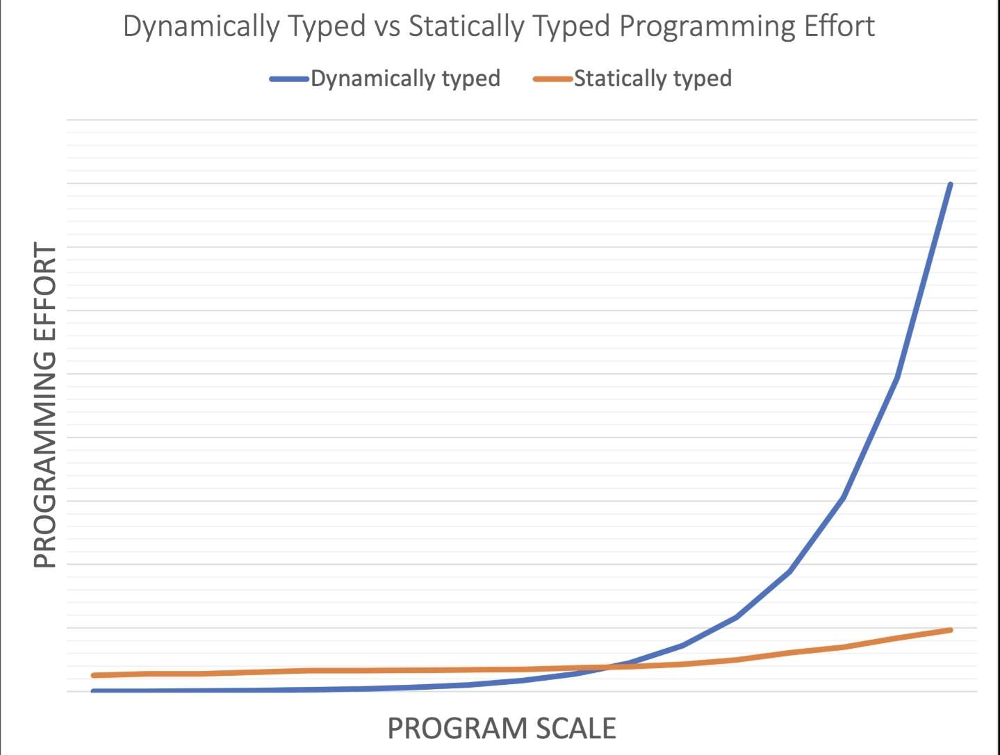 Dynamically Typed vs Statically Typed Programming Effort
Dynamically typed
Statically typed
PROGRAMMING EFFORT
PROGRAM SCALE